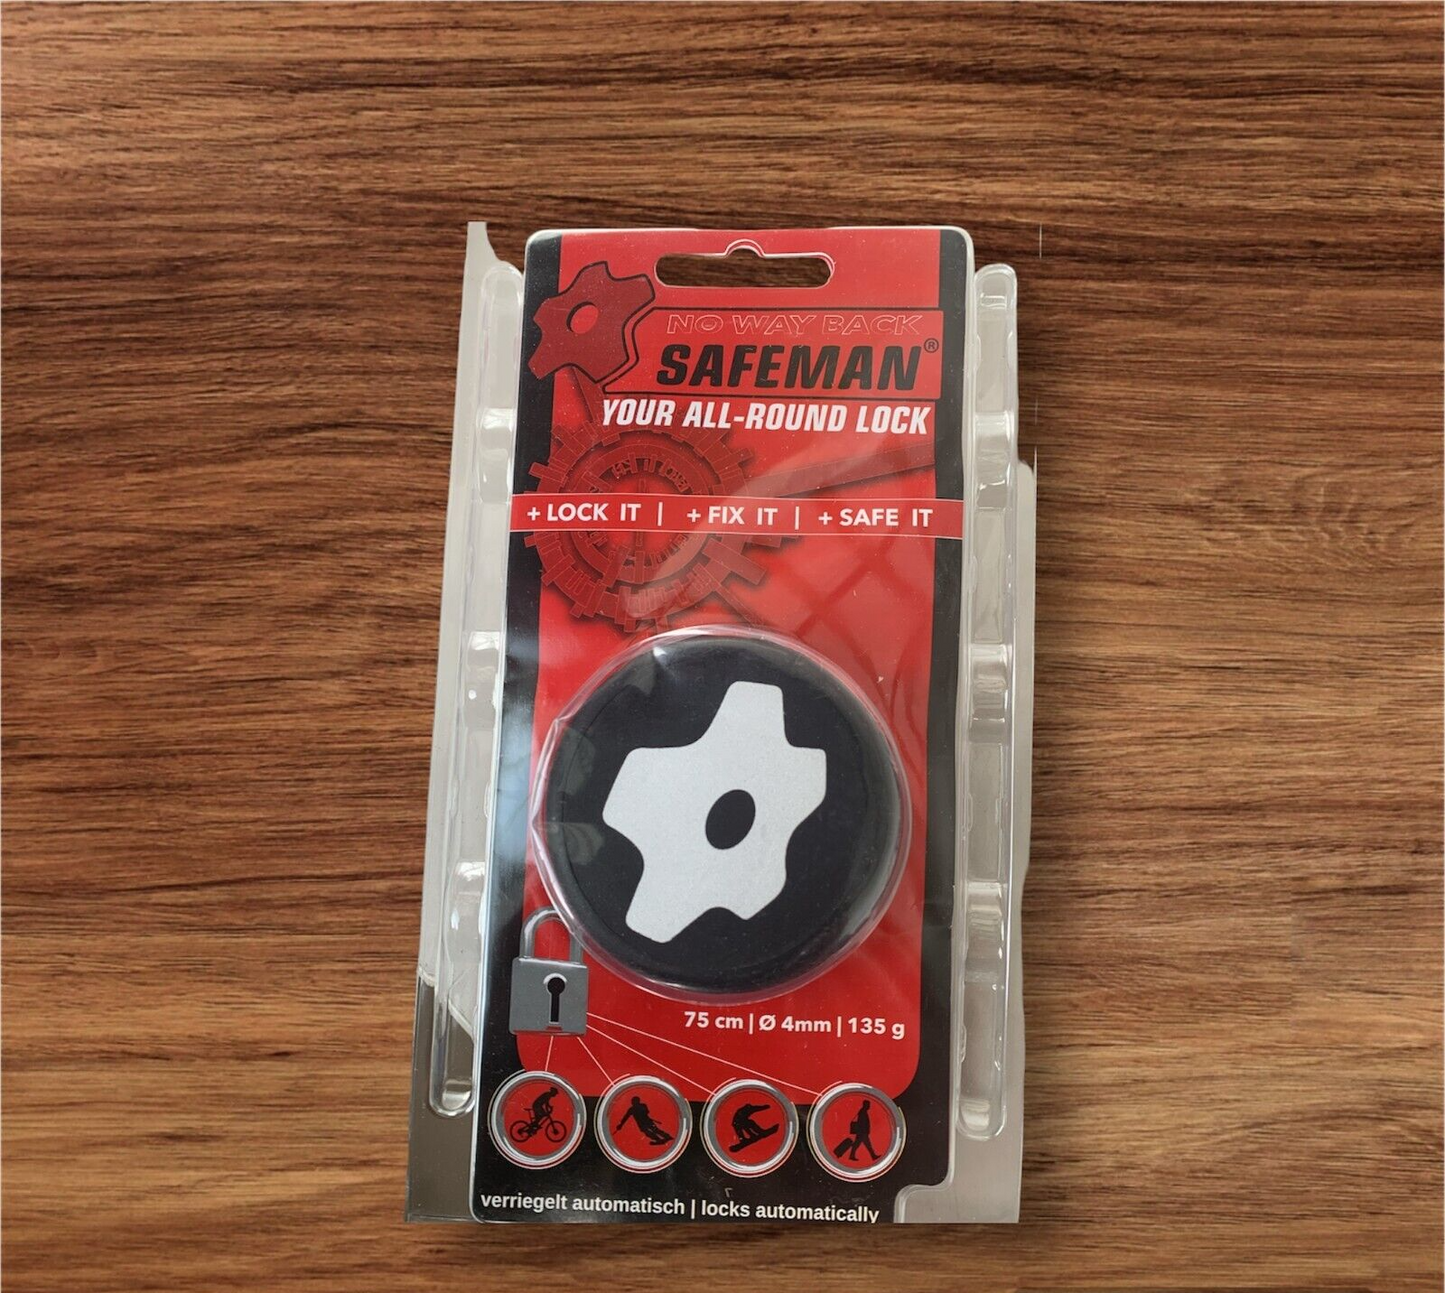 NO WAY BACK
SAFEMAN®
YOUR ALL-ROUND LOCK
+ LOCK IT | + FIX IT | + SAFE IT
75 cm | Ø 4mm | 135 g
verriegelt automatisch | locks automatically